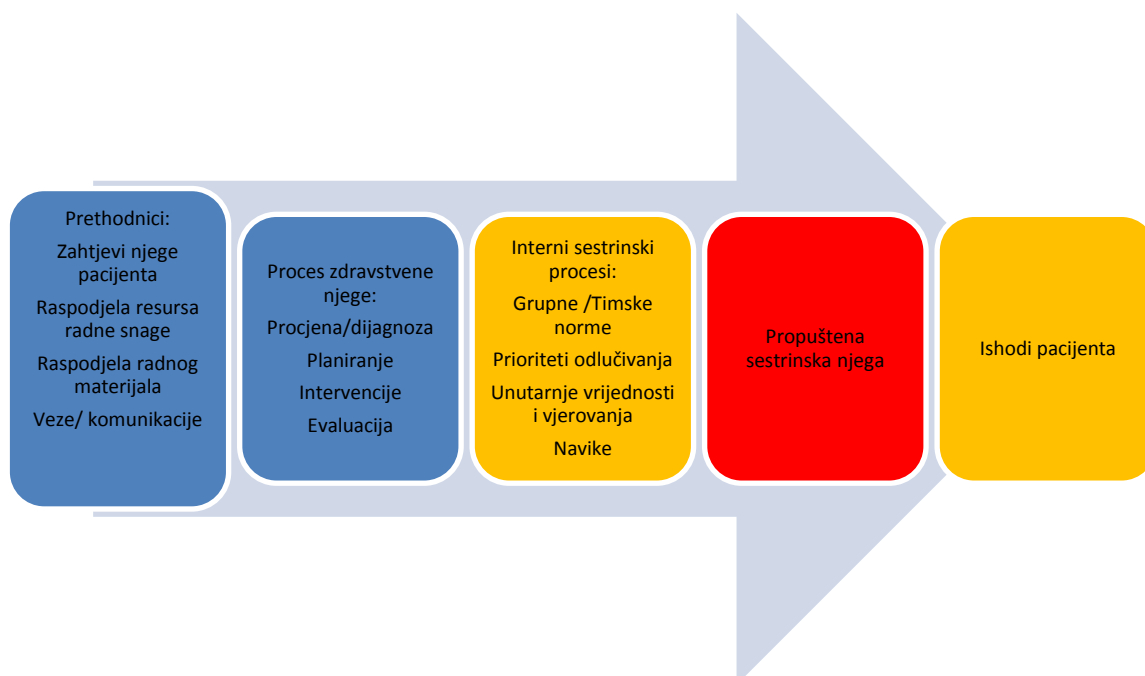 Prethodnici:
Zahtjevi njege
pacijenta
Raspodjela resursa
radne snage
Raspodjela radnog
materijala
Veze/ komunikacije
Proces zdravstvene
njege:
Procjena/dijagnoza
Planiranje
Intervencije
Evaluacija
Interni sestrinski
procesi:
Grupne /Timske
norme
Prioriteti odlučivanja
Unutarnje vrijednosti
i vjerovanja
Navike
Propuštena
sestrinska njega
Ishodi pacijenta